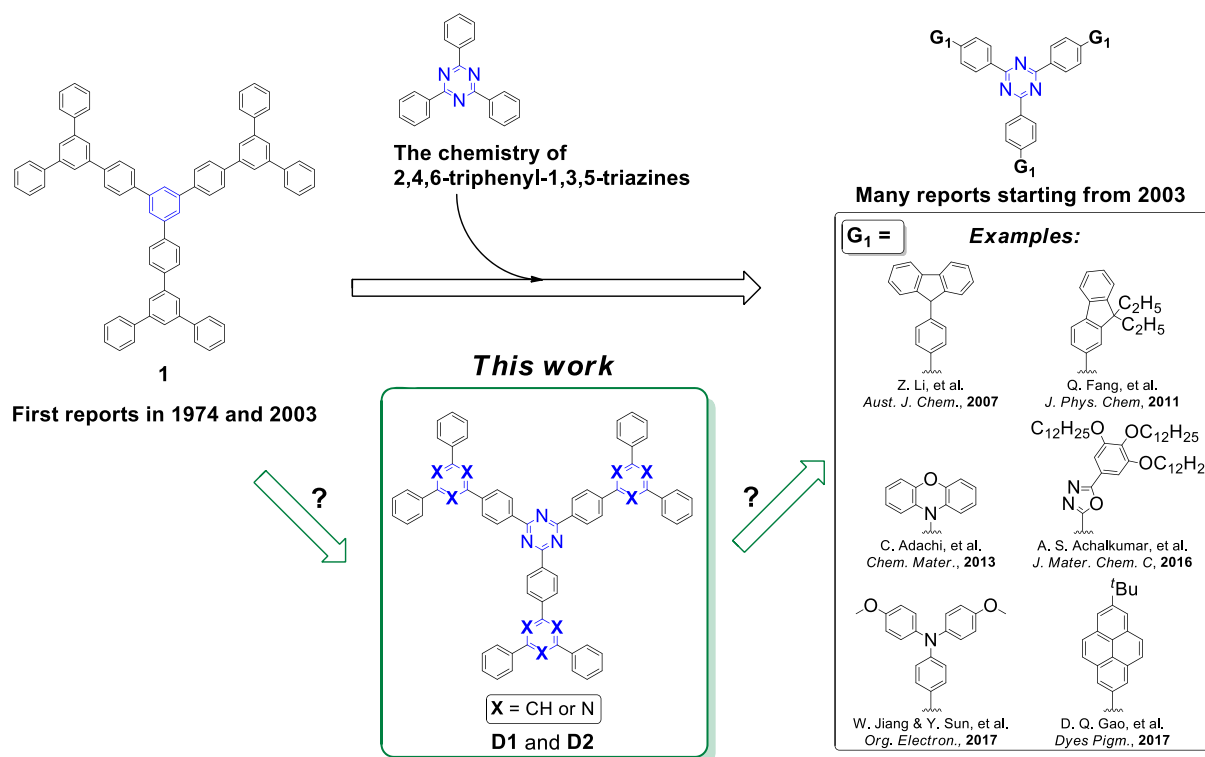 1
First reports in 1974 and 2003
N
N
N
The chemistry of
2,4,6-triphenyl-1,3,5-triazines
G1
G1
N
N
N
G1
Many reports starting from 2003
G1 =
Examples:
Z. Li, et al.
Aust. J. Chem., 2007
C2H5
C2H5
Q. Fang, et al.
J. Phys. Chem, 2011
O
N
C. Adachi, et al.
Chem. Mater., 2013
C12H25O
OC12H25
OC12H2
N
N
O
A. S. Achalkumar, et al.
J. Mater. Chem. C, 2016
O
O
N
W. Jiang & Y. Sun, et al.
Org. Electron., 2017
tBu
D. Q. Gao, et al.
Dyes Pigm., 2017
This work
?
?
X
X
X
X
X
X
N
N
N
X
X
X
X = CH or N
D1 and D2